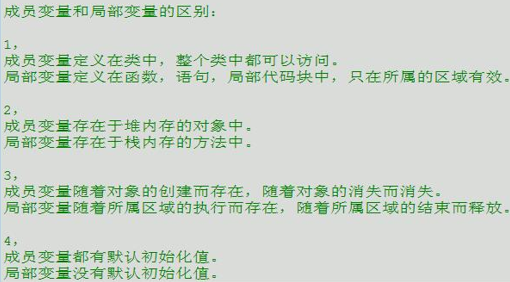 成员变量和局部变量的区别：
1，
成员变量定义在类中，整个类中都可以访问。
局部变量定义在函数，语句，局部代码块中，只在所属的区域有效。
2，
成员变量存在于堆内存的对象中。
局部变量存在于栈内存的方法中。
3，
成员变量随着对象的创建而存在，随着对象的消失而消失。
局部变量随着所属区域的执行而存在，随着所属区域的结束而释放。
4，
成员变量都有默认初始化值。
局部变量没有默认初始化值。